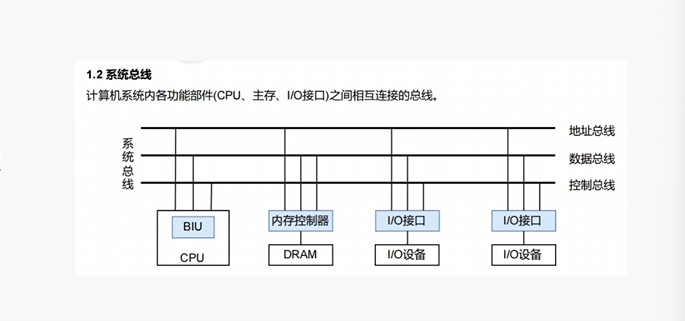 1.2 系统总线
计算机系统内各功能部件(CPU、主存、I/O接口)之间相互连接的总线。
系统总线
地址总线
数据总线
控制总线
BIU
CPU
内存控制器
DRAM
I/O接口
I/O设备
I/O接口
I/O设备